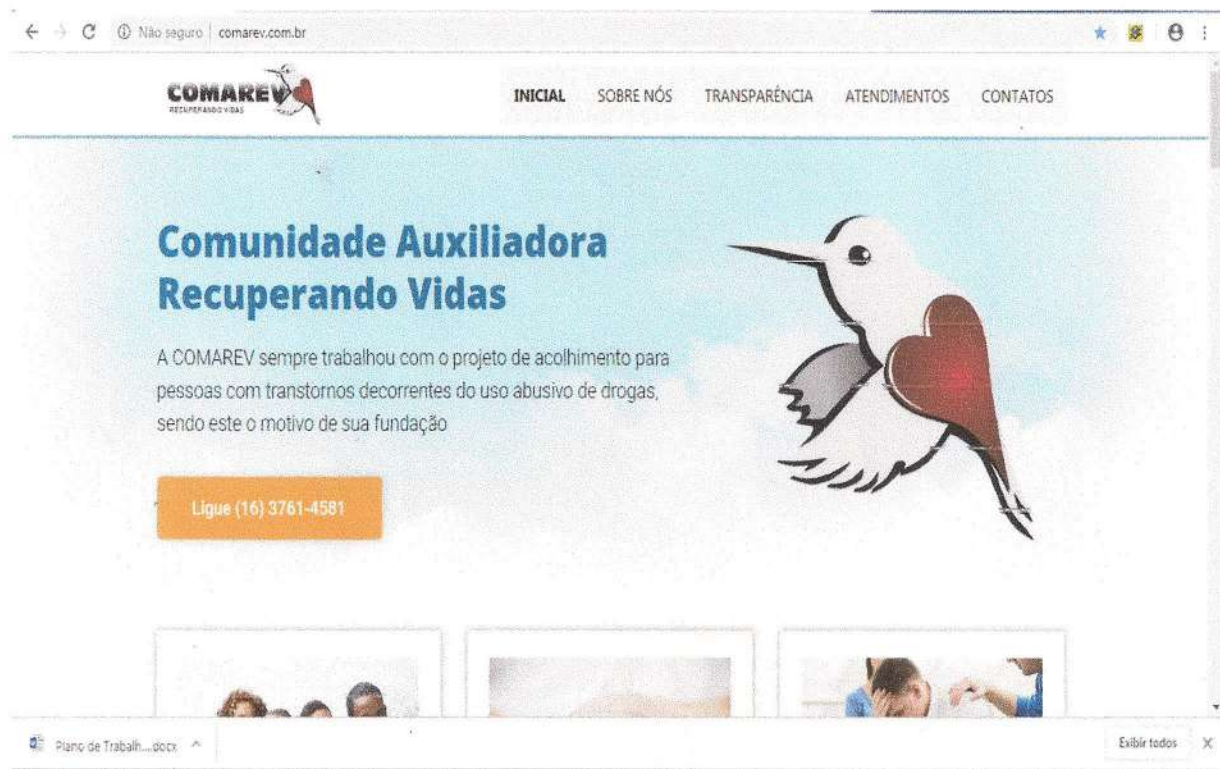 Não seguro | comarev.com.br
COMAREV
RECUPERANDO VIDAS
INICIAL SOBRE NÓS TRANSPARÊNCIA ATENDIMENTOS CONTATOS
Comunidade Auxiliadora
Recuperando Vidas
A COMAREV sempre trabalhou com o projeto de acolhimento para
pessoas com transtornos decorrentes do uso abusivo de drogas,
sendo este o motivo de sua fundação
Ligue (16) 3761-4581
Plano de Trabalh....docx
Exibir todos